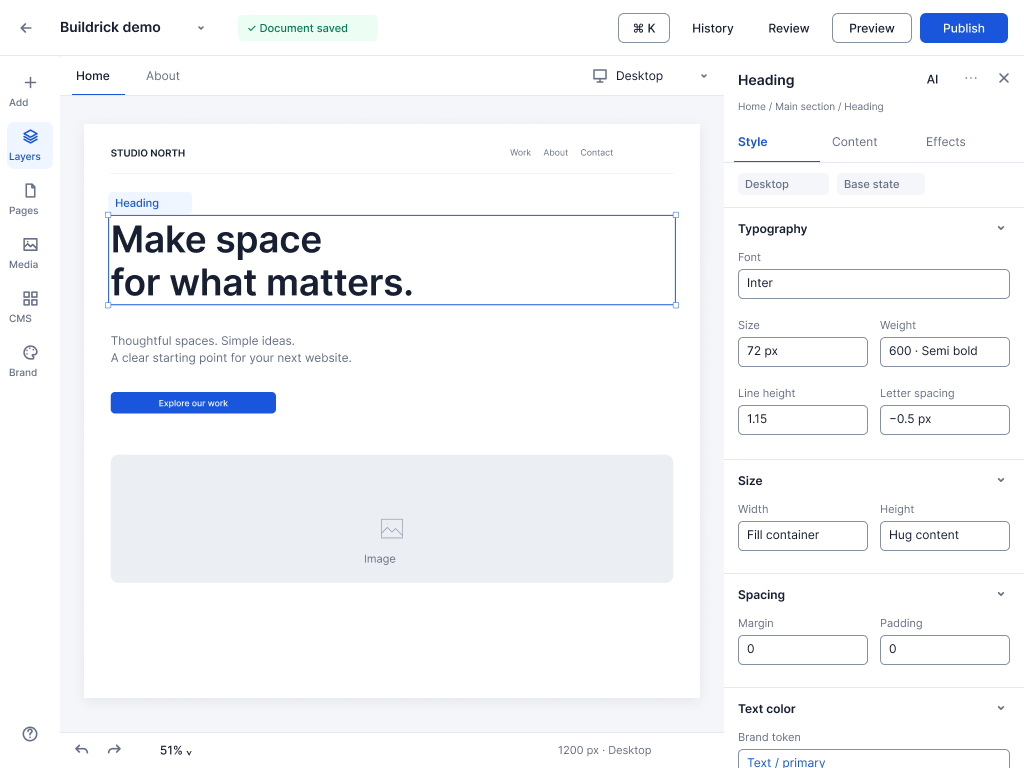 Buildrick demo
✓ Document saved
⌘ K
History
Review
Preview
Publish
Add
Layers
Pages
Media
CMS
Brand
Home
About
Desktop
STUDIO NORTH
Work
About
Contact
Heading
Make space
for what matters.
Thoughtful spaces. Simple ideas.
A clear starting point for your next website.
Explore our work
Image
51%
1200 px · Desktop
Heading
AI
···
Home / Main section / Heading
Style
Content
Effects
Desktop
Base state
Typography
Font
Inter
Size
Weight
72 px
600 · Semi bold
Line height
Letter spacing
1.15
−0.5 px
Size
Width
Height
Fill container
Hug content
Spacing
Margin
Padding
0
0
Text color
Brand token
Text / primary